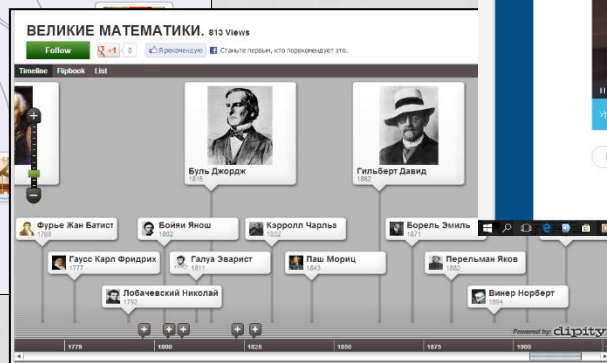 ВЕЛИКИЕ МАТЕМАТИКИ. 813 Views
Follow
+1 0
Я рекомендую
Станьте первым, кто порекомендует это.
Timeline Flipbook List
Буль Джордж
1815
Гильберт Давид
1862
Фурье Жан Батист
1768
Бойяи Янош
1802
Кэрролл Чарльз
1832
Борель Эмиль
1871
Гаусс Карл Фридрих
1777
Галуа Эварист
1811
Паш Мориц
1843
Перельман Яков
1882
Лобачевский Николай
1792
Винер Норберт
1894
Powered by: dipity
1775 1800 1825 1850 1875 1900